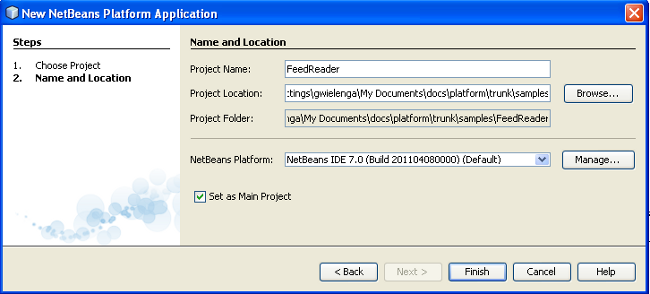 New NetBeans Platform Application
Steps
1. Choose Project
2. Name and Location
Name and Location
Project Name: FeedReader
Project Location: :tings\gwielenga\My Documents\docs\platform\trunk\samples Browse...
Project Folder: nga\My Documents\docs\platform\trunk\samples\FeedReader
NetBeans Platform: NetBeans IDE 7.0 (Build 201104080000) (Default) Manage...
Set as Main Project
< Back Next > Finish Cancel Help